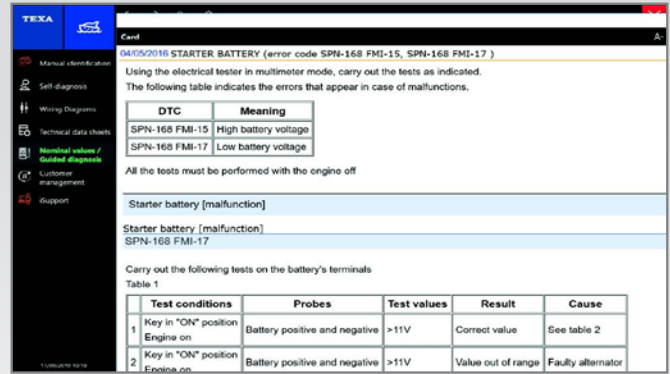 TEXA
Card
A-
04/05/2016 STARTER BATTERY (error code SPN-168 FMI-15, SPN-168 FMI-17 )
Manual identification
Self-diagnosis
Wiring Diagrams
Technical data sheets
Nominal values /
Guided diagnosis
Customer
management
iSupport
Using the electrical tester in multimeter mode, carry out the tests as indicated.
The following table indicates the errors that appear in case of malfunctions.
DTC Meaning
SPN-168 FMI-15 High battery voltage
SPN-168 FMI-17 Low battery voltage
All the tests must be performed with the engine off
Starter battery [malfunction]
Starter battery [malfunction]
SPN-168 FMI-17
Carry out the following tests on the battery's terminals
Table 1
Test conditions Probes Test values Result Cause
1 Key in "ON" position Engine on Battery positive and negative >11V Correct value See table 2
2 Key in "ON" position Engine on Battery positive and negative >11V Value out of range Faulty alternator